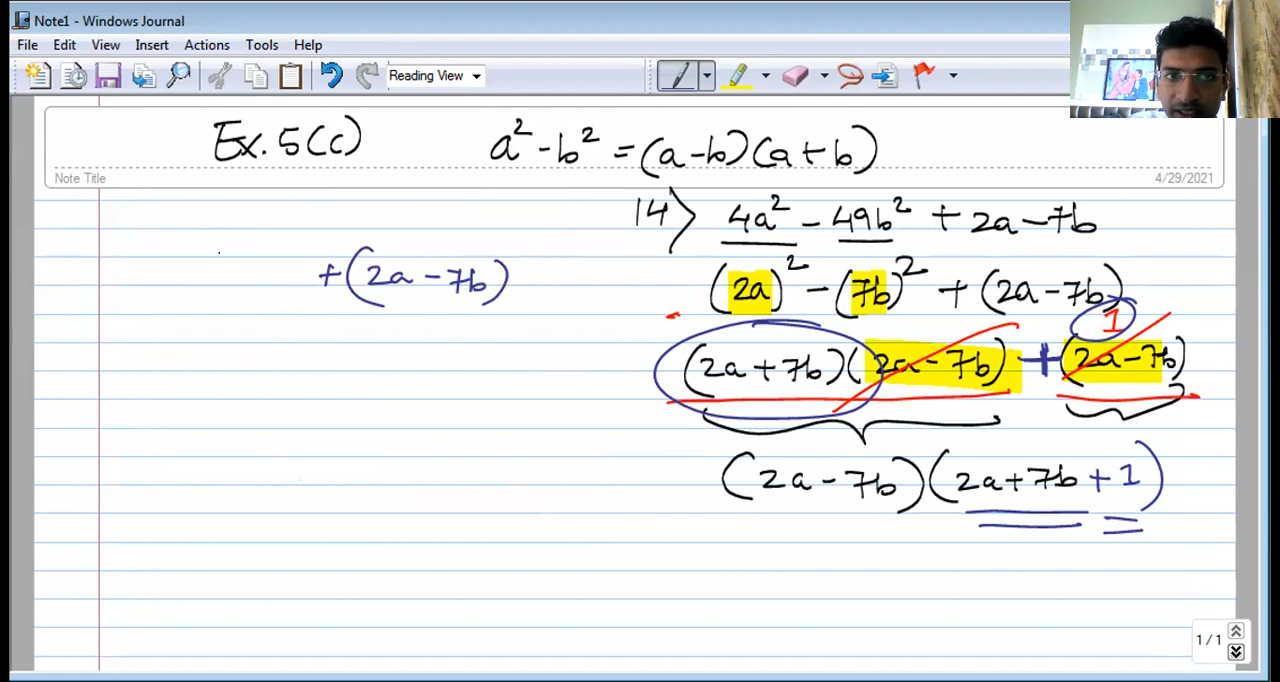 Note1 - Windows Journal
File Edit View Insert Actions Tools Help
Reading View
Ex. 5(c) a² - b² = (a-b)(a+b)
Note Title 4/29/2021
14) 4a² - 49b² + 2a - 7b
+(2a - 7b)
(2a)² - (7b)² + (2a - 7b)
1
(2a + 7b)(2a - 7b) + (2a - 7b)
(2a - 7b)(2a + 7b + 1)
1 / 1